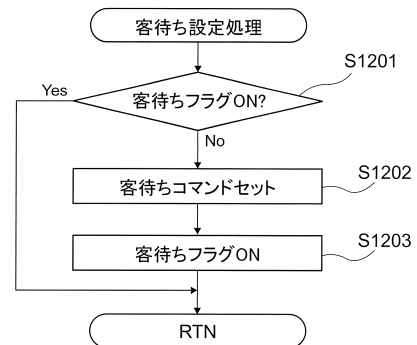 客待ち設定処理
S1201
Yes
客待ちフラグON?
No
S1202
客待ちコマンドセット
S1203
客待ちフラグON
RTN